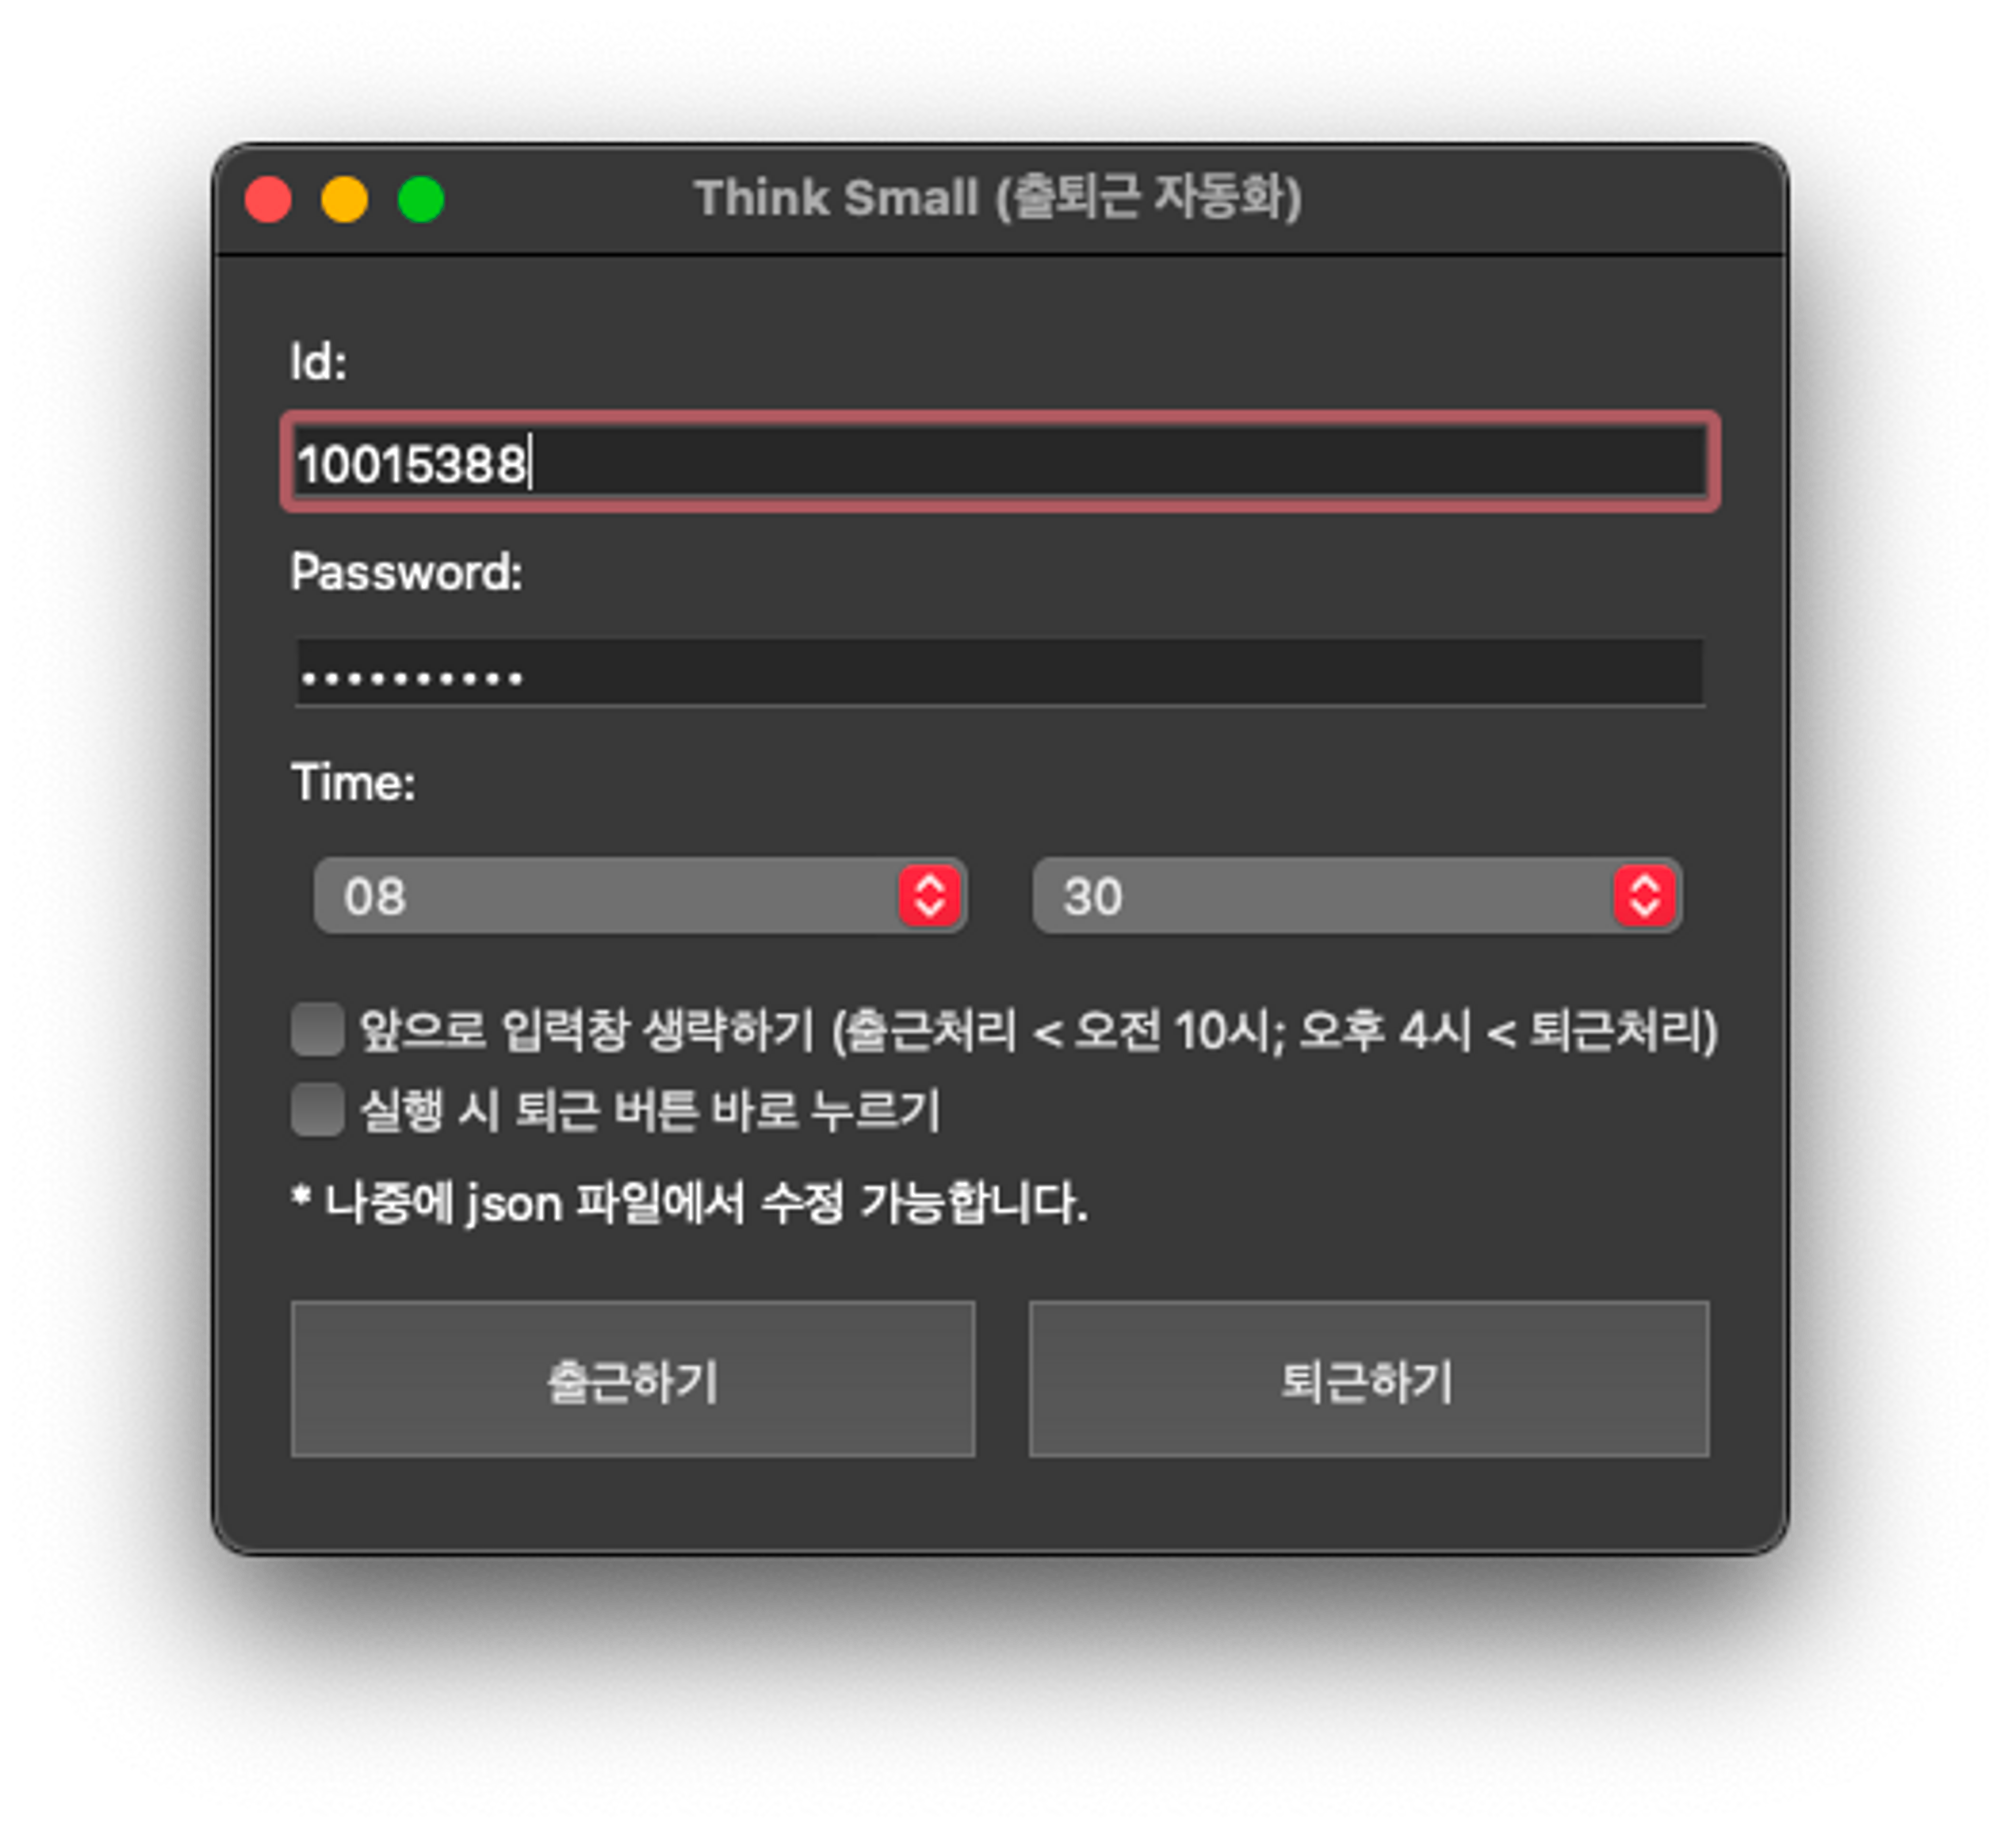 Think Small (출퇴근 자동화)
Id:
10015388
Password:
••••••••••
Time:
08 30
앞으로 입력창 생략하기 (출근처리 < 오전 10시; 오후 4시 < 퇴근처리)
실행 시 퇴근 버튼 바로 누르기
* 나중에 json 파일에서 수정 가능합니다.
출근하기 퇴근하기